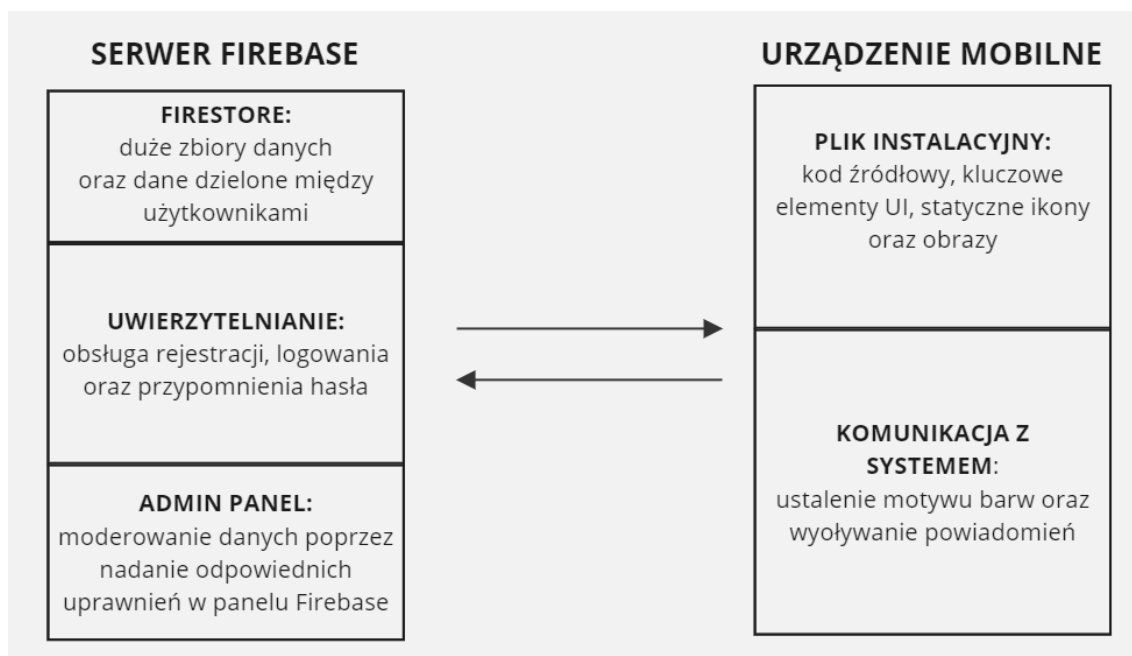 SERWER FIREBASE
FIRESTORE:
duże zbiory danych
oraz dane dzielone między
użytkownikami
UWIERZYTELNIANIE:
obsługa rejestracji, logowania
oraz przypomnienia hasła
ADMIN PANEL:
moderowanie danych poprzez
nadanie odpowiednich
uprawnień w panelu Firebase
URZĄDZENIE MOBILNE
PLIK INSTALACYJNY:
kod źródłowy, kluczowe
elementy UI, statyczne ikony
oraz obrazy
KOMUNIKACJA Z
SYSTEMEM:
ustalenie motywu barw oraz
wyoływanie powiadomień